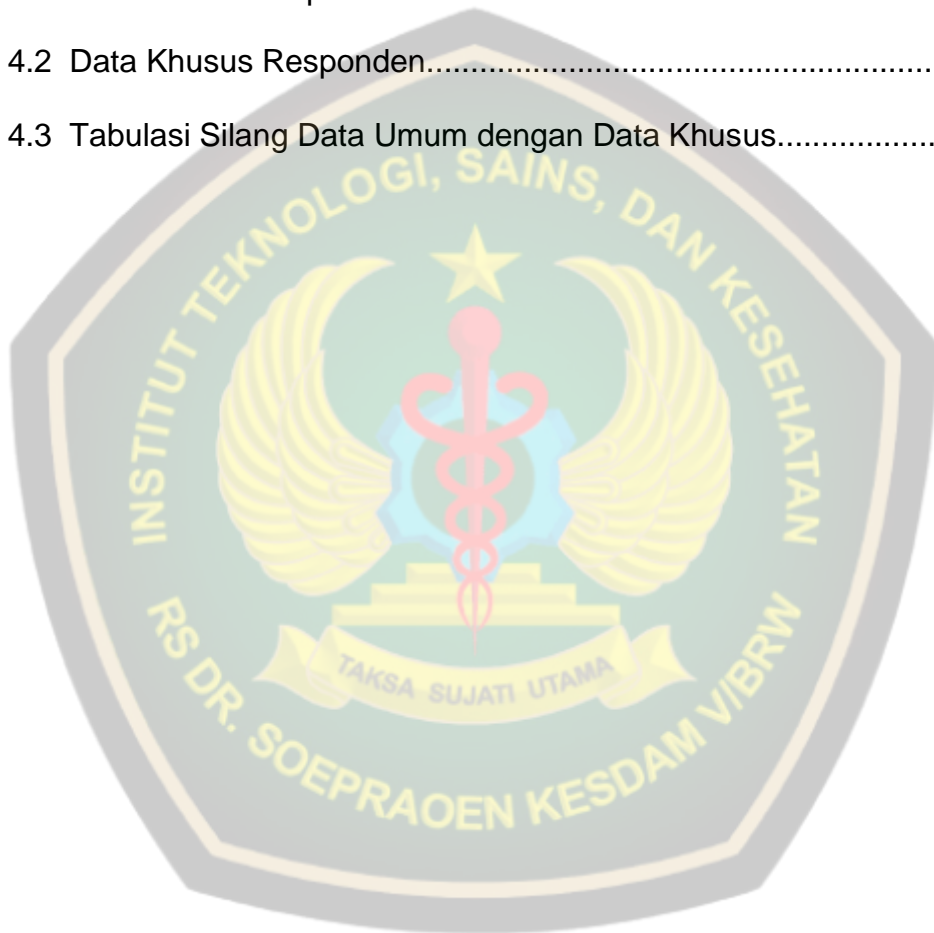 4.2 Data Khusus Responden........................................................
4.3 Tabulasi Silang Data Umum dengan Data Khusus..................
INSTITUT TEKNOLOGI, SAINS, DAN KESEHATAN
TAKSA SUJATI UTAMA
RS DR. SOEPRAOEN KESDAM V/BRW